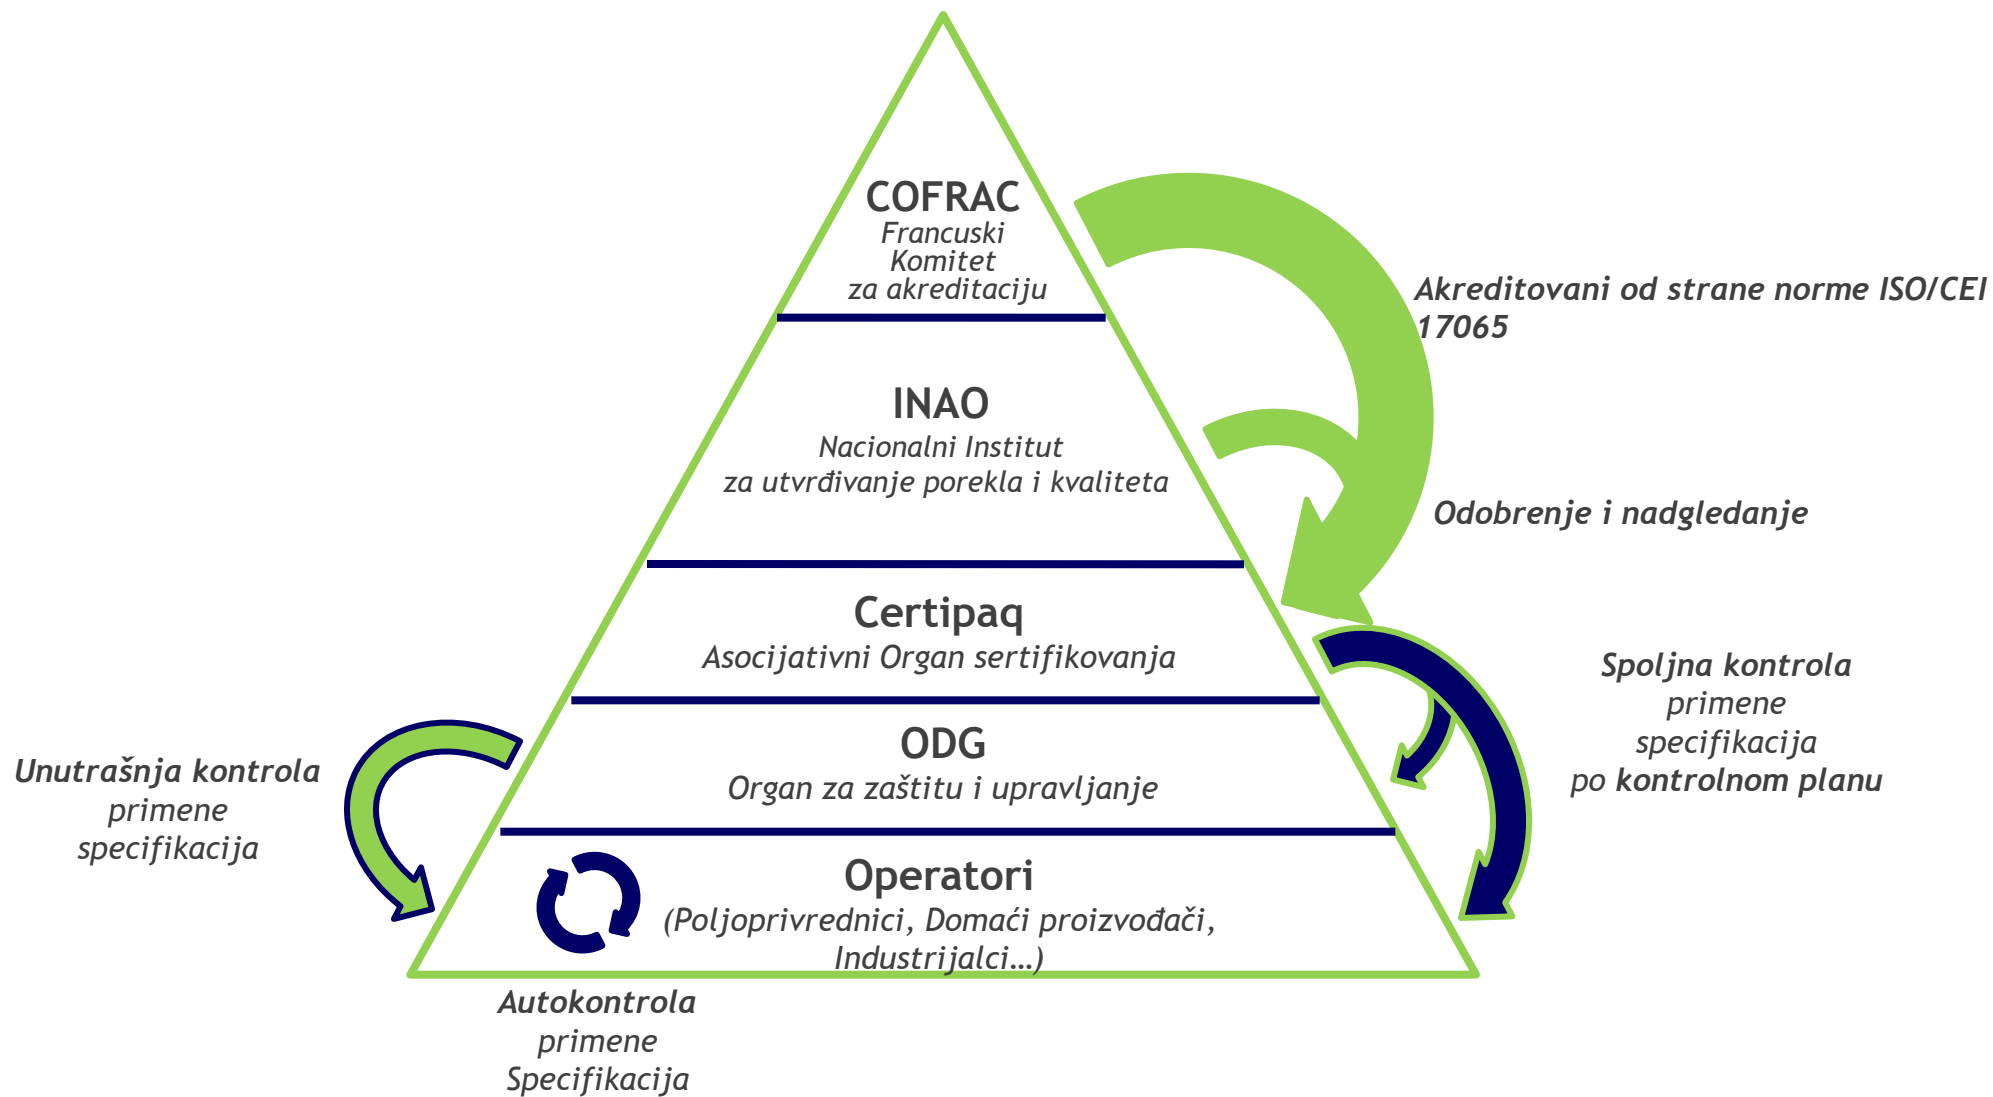 COFRAC
Francuski
Komitet
za akreditaciju
Akreditovani od strane norme ISO/CEI
17065
INAO
Nacionalni Institut
za utvrđivanje porekla i kvaliteta
Odobrenje i nadgledanje
Certipaq
Asocijativni Organ sertifikovanja
Spoljna kontrola
primene
specifikacija
po kontrolnom planu
ODG
Organ za zaštitu i upravljanje
Unutrašnja kontrola
primene
specifikacija
Operatori
(Poljoprivrednici, Domaći proizvođači,
Industrijalci…)
Autokontrola
primene
Specifikacija